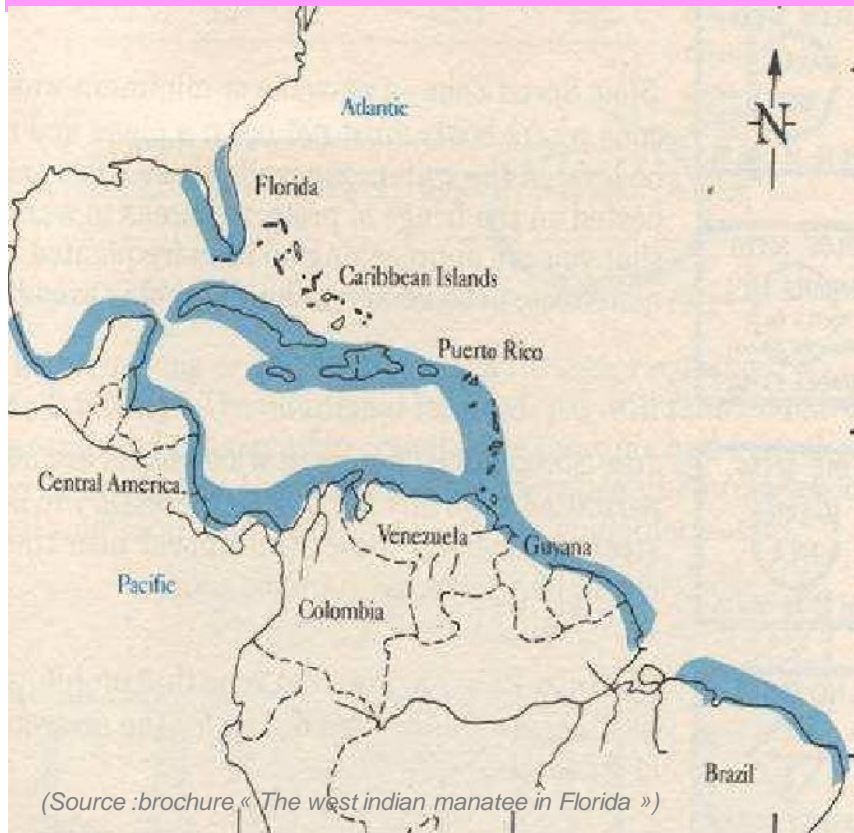 Atlantic
N
Florida
Caribbean Islands
Puerto Rico
Central America
Venezuela
Guyana
Pacific
Colombia
Brazil
(Source :brochure « The west indian manatee in Florida »)